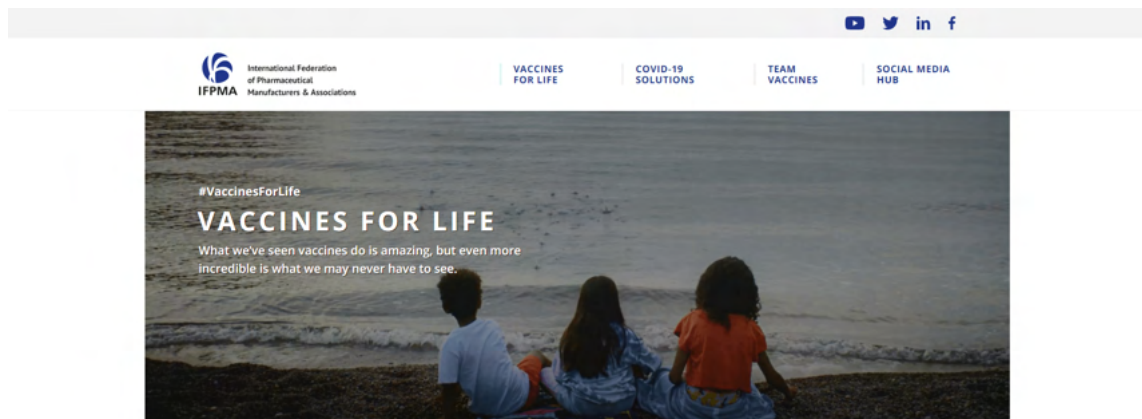 IFPMA
International Federation
of Pharmaceutical
Manufacturers & Associations
VACCINES
FOR LIFE
COVID-19
SOLUTIONS
TEAM
VACCINES
SOCIAL MEDIA
HUB
#VaccinesForLife
VACCINES FOR LIFE
What we've seen vaccines do is amazing, but even more
incredible is what we may never have to see.